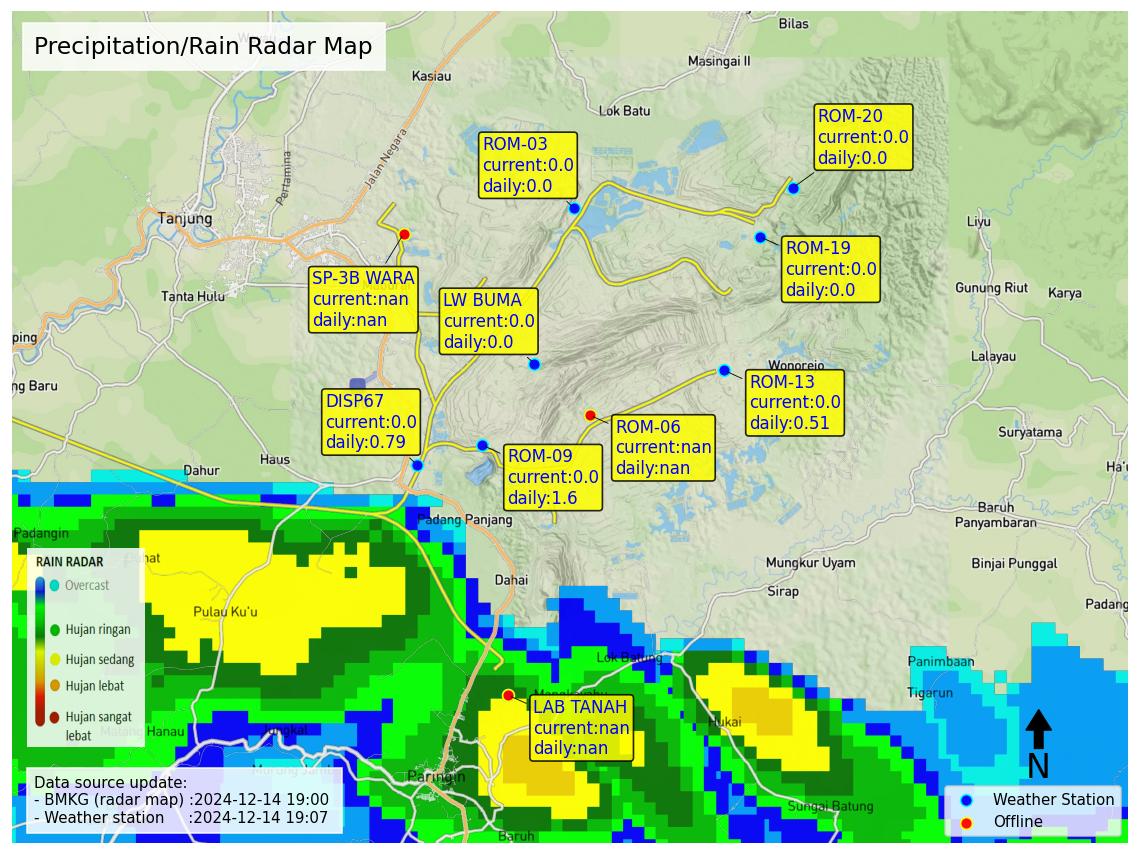 Precipitation/Rain Radar Map
Bilas
Masingai II
Kasiau
Lok Batu
Jalan Negara
Pertamina
Tanjung
Tanta Hulu
ping
ng Baru
ROM-03
current:0.0
daily:0.0
ROM-20
current:0.0
daily:0.0
ROM-19
current:0.0
daily:0.0
SP-3B WARA
current:nan
daily:nan
LW BUMA
current:0.0
daily:0.0
Liyu
Gunung Riut
Karya
Lalayau
Wonorejo
ROM-13
current:0.0
daily:0.51
DISP67
current:0.0
daily:0.79
ROM-06
current:nan
daily:nan
ROM-09
current:0.0
daily:1.6
Suryatama
Ha'u
Haus
Dahur
Baruh
Panyambaran
Padang Panjang
Padangin
Binjai Punggal
Mungkur Uyam
Dahai
Sirap
Padang
Pulau Ku'u
RAIN RADAR
Overcast
Hujan ringan
Hujan sedang
Hujan lebat
Hujan sangat
lebat
Lok Batung
Panimbaan
Tigarun
LAB TANAH
current:nan
daily:nan
Hukai
Hanau
Jungkal
Paringin
Sungai Batung
Baruh
N
Data source update:
- BMKG (radar map) :2024-12-14 19:00
- Weather station :2024-12-14 19:07
Weather Station
Offline